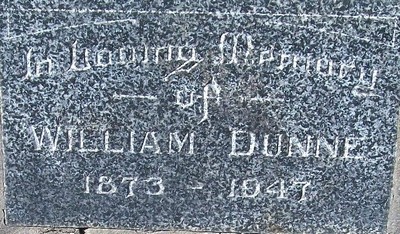 In Loving Memory
of
WILLIAM DUNNE
1873 - 1947